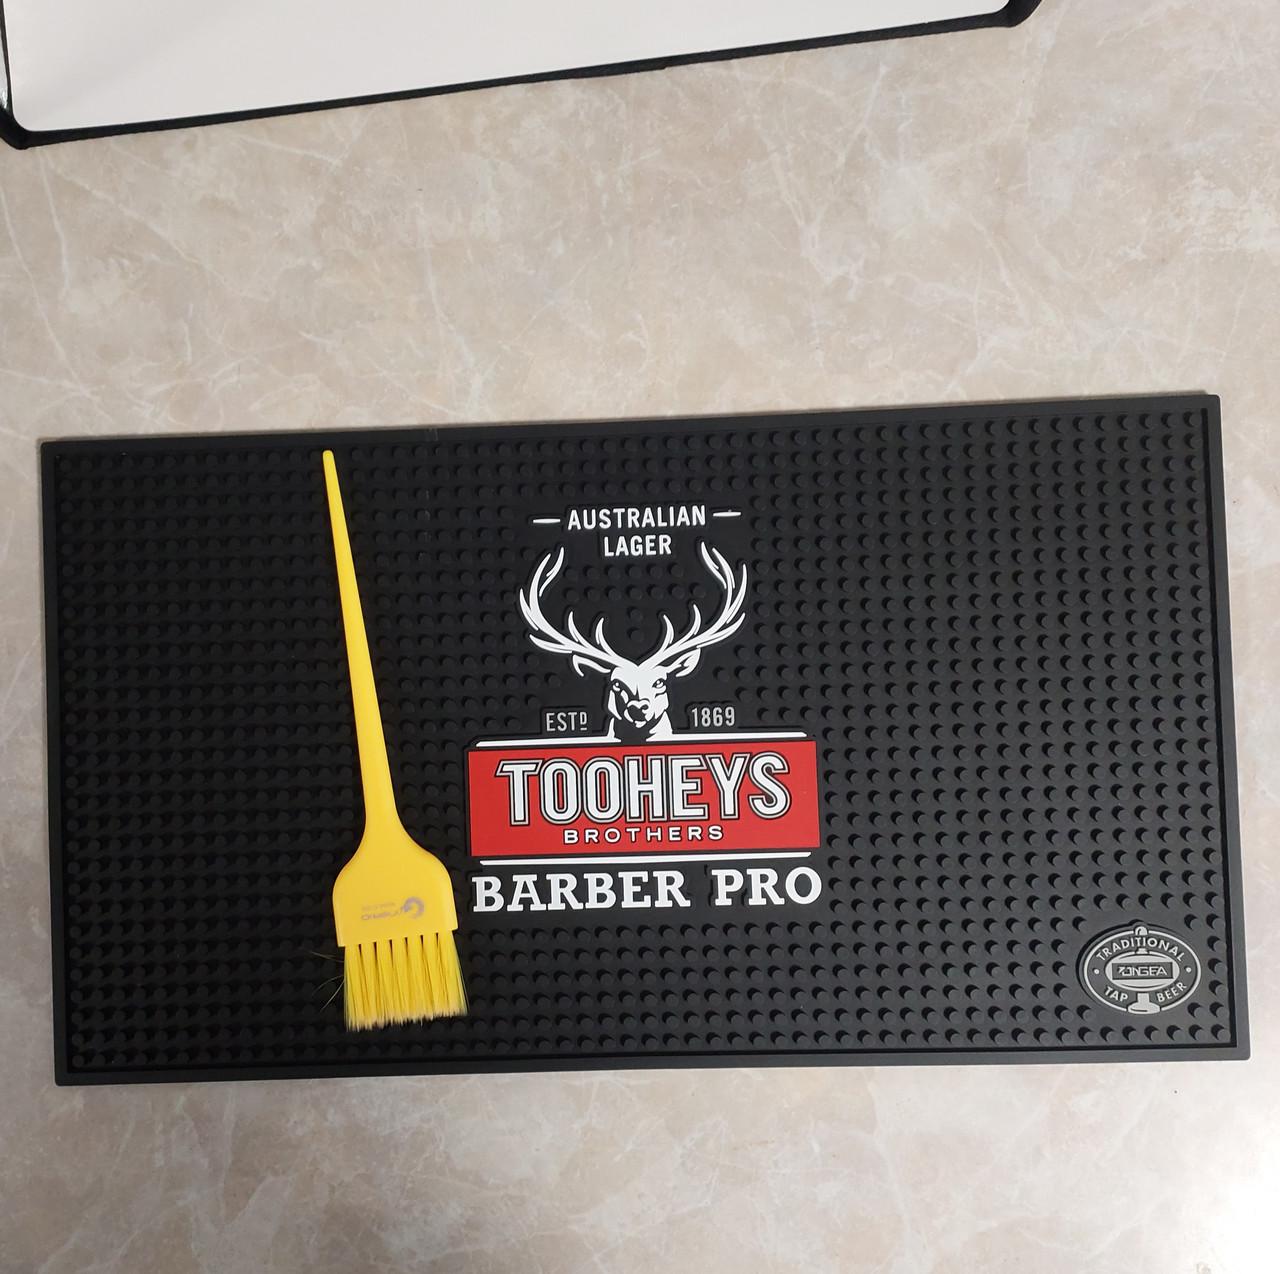 AUSTRALIAN
LAGER
ESTD 1869
TOOHEYS
BROTHERS
BARBER PRO
TRADITIONAL
TAP BEER